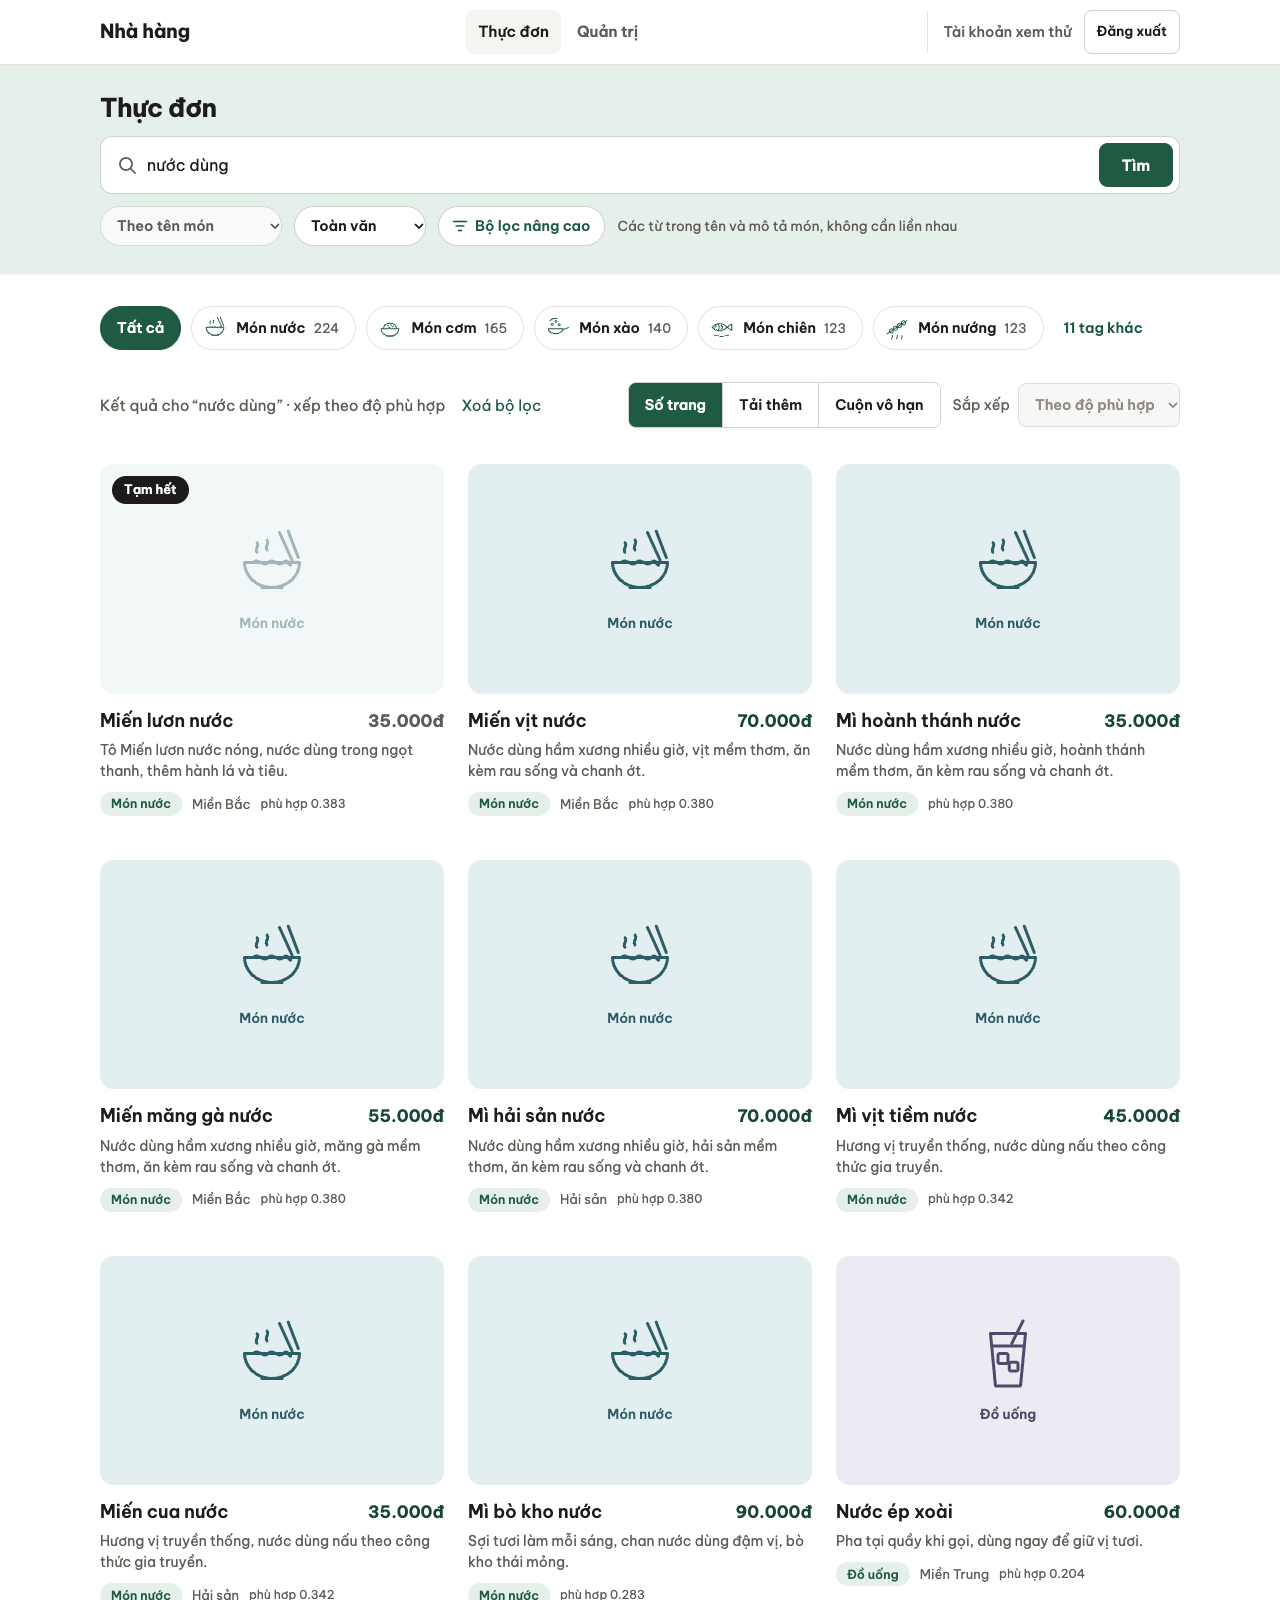 Nhà hàng
Thực đơn
Quản trị
Tài khoản xem thử
Đăng xuất
Thực đơn
nước dùng
Tìm
Theo tên món
Toàn văn
Bộ lọc nâng cao
Các từ trong tên và mô tả món, không cần liền nhau
Tất cả
Món nước 224
Món cơm 165
Món xào 140
Món chiên 123
Món nướng 123
11 tag khác
Kết quả cho “nước dùng” · xếp theo độ phù hợp
Xoá bộ lọc
Số trang
Tải thêm
Cuộn vô hạn
Sắp xếp
Theo độ phù hợp
Tạm hết
Món nước
Miến lươn nước 35.000đ
Tô Miến lươn nước nóng, nước dùng trong ngọt
thanh, thêm hành lá và tiêu.
Món nước Miền Bắc phù hợp 0.383
Món nước
Miến vịt nước 70.000đ
Nước dùng hầm xương nhiều giờ, vịt mềm thơm, ăn
kèm rau sống và chanh ớt.
Món nước Miền Bắc phù hợp 0.380
Món nước
Mì hoành thánh nước 35.000đ
Nước dùng hầm xương nhiều giờ, hoành thánh
mềm thơm, ăn kèm rau sống và chanh ớt.
Món nước phù hợp 0.380
Món nước
Miến măng gà nước 55.000đ
Nước dùng hầm xương nhiều giờ, măng gà mềm
thơm, ăn kèm rau sống và chanh ớt.
Món nước Miền Bắc phù hợp 0.380
Món nước
Mì hải sản nước 70.000đ
Nước dùng hầm xương nhiều giờ, hải sản mềm
thơm, ăn kèm rau sống và chanh ớt.
Món nước Hải sản phù hợp 0.380
Món nước
Mì vịt tiềm nước 45.000đ
Hương vị truyền thống, nước dùng nấu theo công
thức gia truyền.
Món nước phù hợp 0.342
Món nước
Miến cua nước 35.000đ
Hương vị truyền thống, nước dùng nấu theo công
thức gia truyền.
Món nước Hải sản phù hợp 0.342
Món nước
Mì bò kho nước 90.000đ
Sợi tươi làm mỗi sáng, chan nước dùng đậm vị, bò
kho thái mỏng.
Món nước phù hợp 0.283
Đồ uống
Nước ép xoài 60.000đ
Pha tại quầy khi gọi, dùng ngay để giữ vị tươi.
Đồ uống Miền Trung phù hợp 0.204